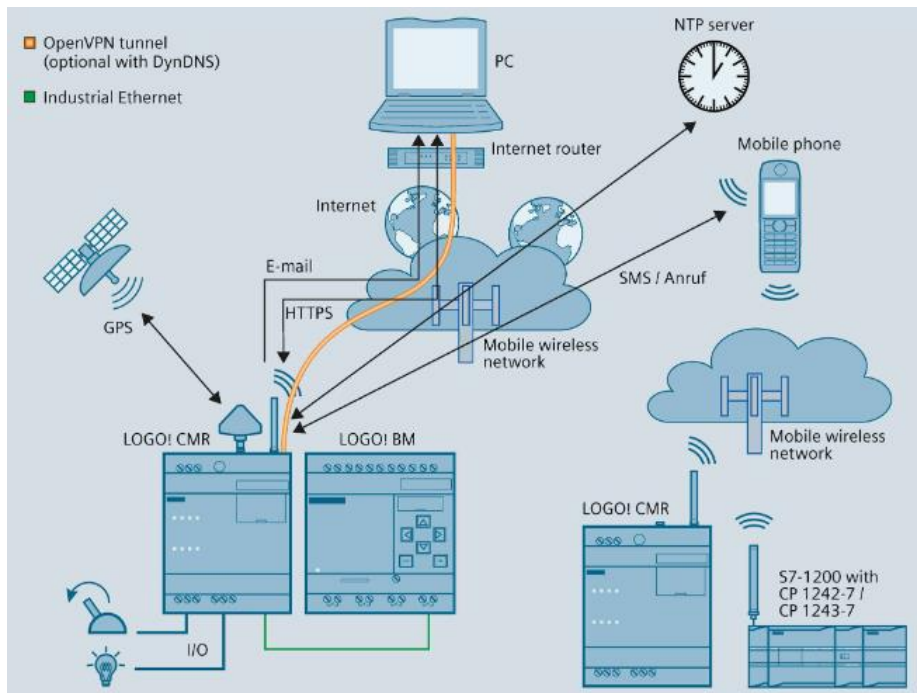 OpenVPN tunnel
(optional with DynDNS)
Industrial Ethernet
PC
NTP server
Internet router
Mobile phone
Internet
E-mail
SMS / Anruf
GPS
HTTPS
Mobile wireless
network
LOGO! CMR
LOGO! BM
Mobile wireless
network
LOGO! CMR
S7-1200 with
CP 1242-7 /
CP 1243-7
I/O